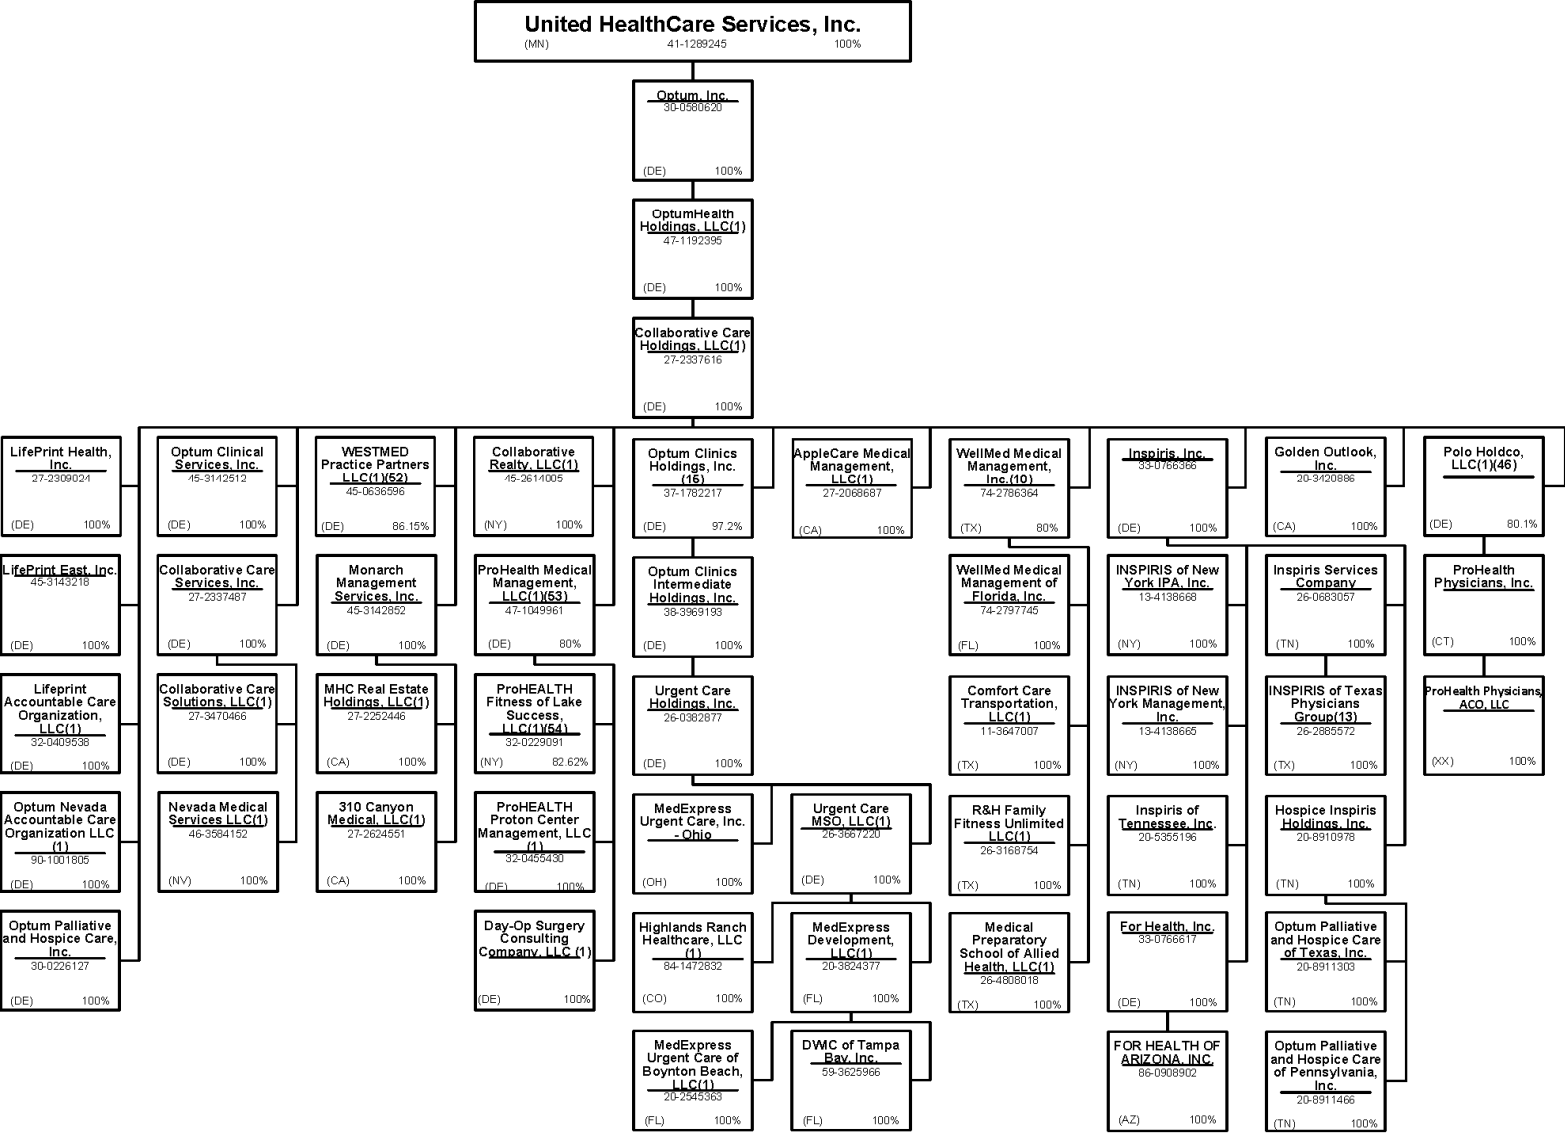 United HealthCare Services, Inc.
(MN) 41-1289245 100%
Optum, Inc.
30-0580620
(DE) 100%
OptumHealth
Holdings, LLC(1)
47-1192395
(DE) 100%
Collaborative Care
Holdings, LLC(1)
27-2337616
(DE) 100%
LifePrint Health,
Inc.
27-2309024
(DE) 100%
Optum Clinical
Services, Inc.
45-3142512
(DE) 100%
WESTMED
Practice Partners
LLC(1)(52)
45-0636596
(DE) 86.15%
Collaborative
Realty, LLC(1)
45-2614005
(NY) 100%
Optum Clinics
Holdings, Inc.
(16)
37-1782217
(DE) 97.2%
AppleCare Medical
Management,
LLC(1)
27-2068687
(CA) 100%
WellMed Medical
Management,
Inc.(10)
74-2786364
(TX) 80%
Inspiris, Inc.
33-0766366
(DE) 100%
Golden Outlook,
Inc.
20-3420886
(CA) 100%
Polo Holdco,
LLC(1)(46)
(DE) 80.1%
LifePrint East, Inc.
45-3143218
(DE) 100%
Collaborative Care
Services, Inc.
27-2337487
(DE) 100%
Monarch
Management
Services, Inc.
45-3142852
(DE) 100%
ProHealth Medical
Management,
LLC(1)(53)
47-1049961
(DE) 80%
Optum Clinics
Intermediate
Holdings, Inc.
38-3969193
(DE) 100%
WellMed Medical
Management of
Florida, Inc.
74-2797745
(FL) 100%
INSPIRIS of New
York IPA, Inc.
13-4138668
(NY) 100%
Inspiris Services
Company
26-0683057
(TN) 100%
ProHealth
Physicians, Inc.
(CT) 100%
Lifeprint
Accountable Care
Organization,
LLC(1)
32-0409538
(DE) 100%
Collaborative Care
Solutions, LLC(1)
27-3470466
(DE) 100%
MHC Real Estate
Holdings, LLC(1)
27-2252446
(CA) 100%
ProHEALTH
Fitness of Lake
Success,
LLC(1)(54)
32-0229091
(NY) 82.62%
Urgent Care
Holdings, Inc.
26-0382877
(DE) 100%
Comfort Care
Transportation,
LLC(1)
11-3647007
(TX) 100%
INSPIRIS of New
York Management,
Inc.
13-4138665
(NY) 100%
INSPIRIS of Texas
Physicians
Group(13)
26-2885572
(TX) 100%
ProHealth Physicians
ACO, LLC
(XX) 100%
Optum Nevada
Accountable Care
Organization LLC
(1)
90-1001805
(DE) 100%
Nevada Medical
Services LLC(1)
46-3584152
(NV) 100%
310 Canyon
Medical, LLC(1)
27-2624551
(CA) 100%
ProHEALTH
Proton Center
Management, LLC
(1)
32-0455430
(DE) 100%
MedExpress
Urgent Care, Inc.
- Ohio
(OH) 100%
Urgent Care
MSO, LLC(1)
26-3667220
(DE) 100%
R&H Family
Fitness Unlimited
LLC(1)
26-3168754
(TX) 100%
Inspiris of
Tennessee, Inc.
20-5355196
(TN) 100%
Hospice Inspiris
Holdings, Inc.
20-8910978
(TN) 100%
Optum Palliative
and Hospice Care,
Inc.
30-0226127
(DE) 100%
Day-Op Surgery
Consulting
Company, LLC (1)
(DE) 100%
Highlands Ranch
Healthcare, LLC
(1)
84-1472832
(CO) 100%
MedExpress
Development,
LLC(1)
20-3824377
(FL) 100%
Medical
Preparatory
School of Allied
Health, LLC(1)
26-4808018
(TX) 100%
For Health, Inc.
33-0766617
(DE) 100%
Optum Palliative
and Hospice Care
of Texas, Inc.
20-8911303
(TN) 100%
MedExpress
Urgent Care of
Boynton Beach,
LLC(1)
20-2545363
(FL) 100%
DWIC of Tampa
Bay, Inc.
59-3625966
(FL) 100%
FOR HEALTH OF
ARIZONA, INC.
86-0908902
(AZ) 100%
Optum Palliative
and Hospice Care
of Pennsylvania,
Inc.
20-8911466
(TN) 100%